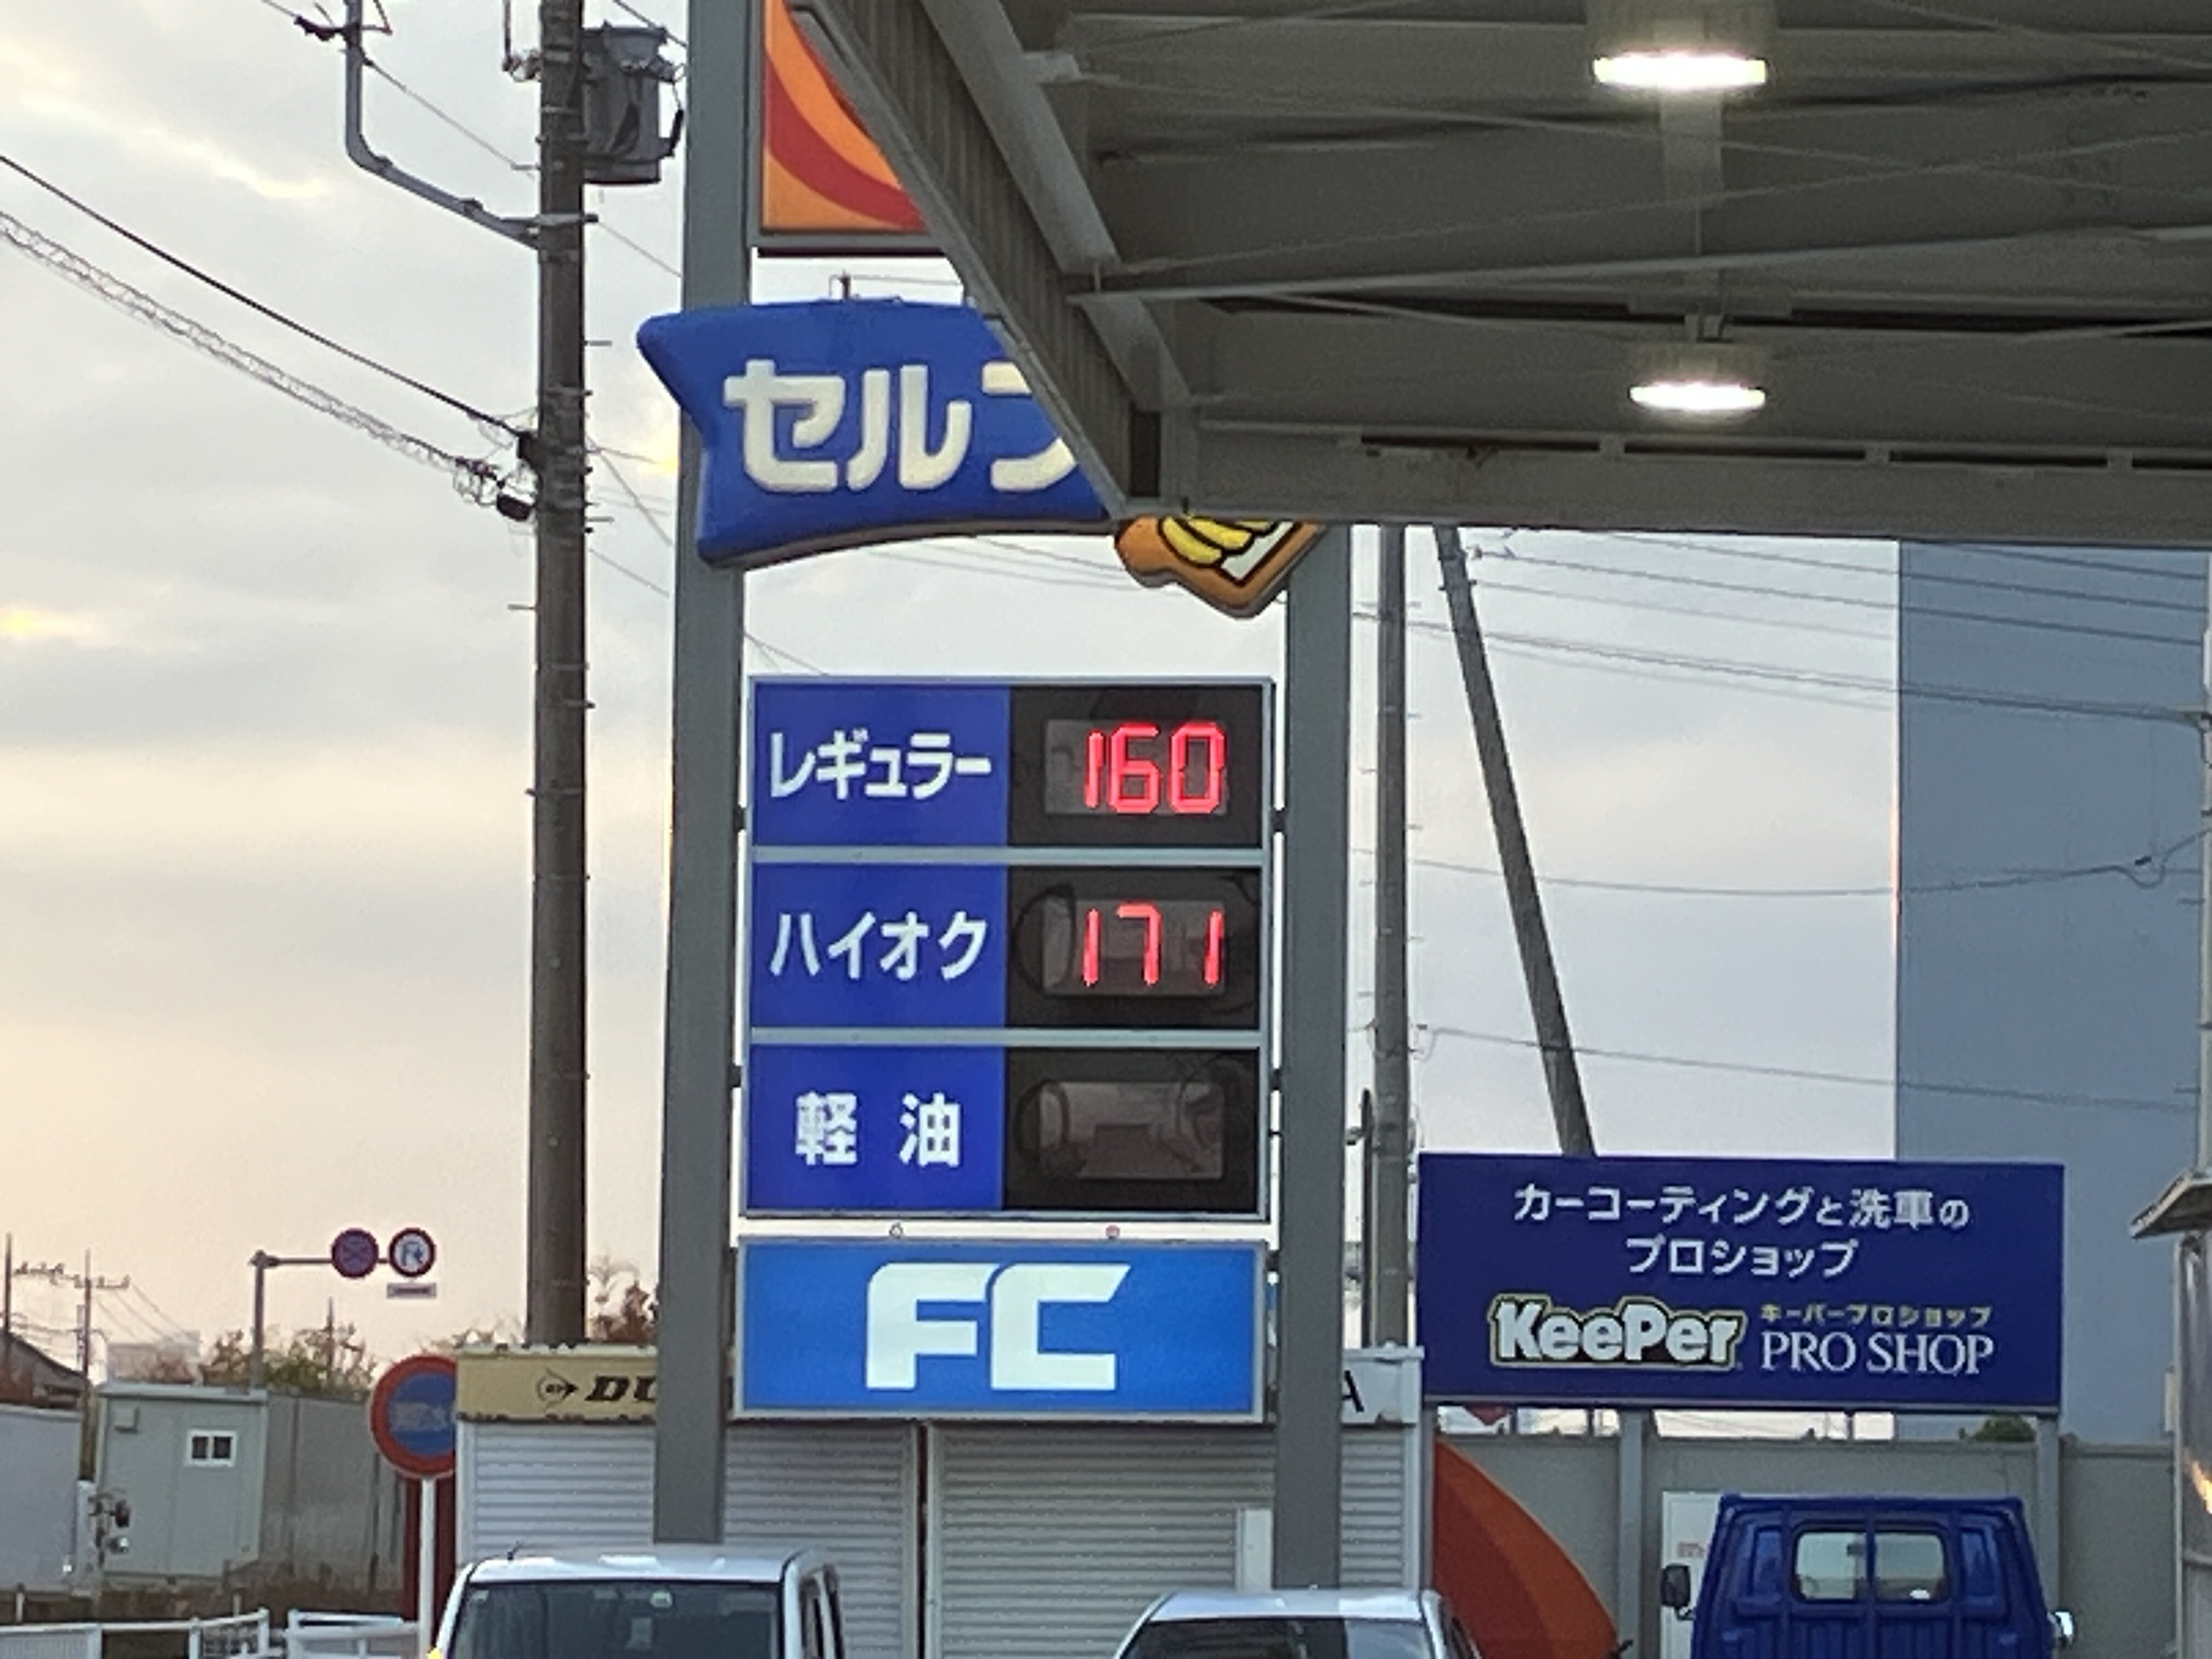 セルフ
レギュラー 160
ハイオク 171
軽油
FC
カーコーティングと洗車の
プロショップ
KeePer キーパープロショップ
PRO SHOP